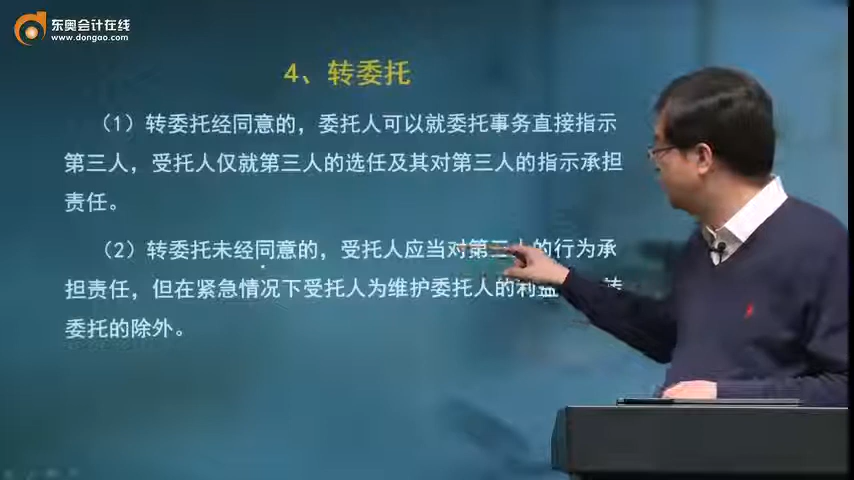 东奥会计在线
www.dongao.com
4、转委托
（1）转委托经同意的，委托人可以就委托事务直接指示
第三人，受托人仅就第三人的选任及其对第三人的指示承担
责任。
（2）转委托未经同意的，受托人应当对第三人的行为承
担责任，但在紧急情况下受托人为维护委托人的利益
委托的除外。